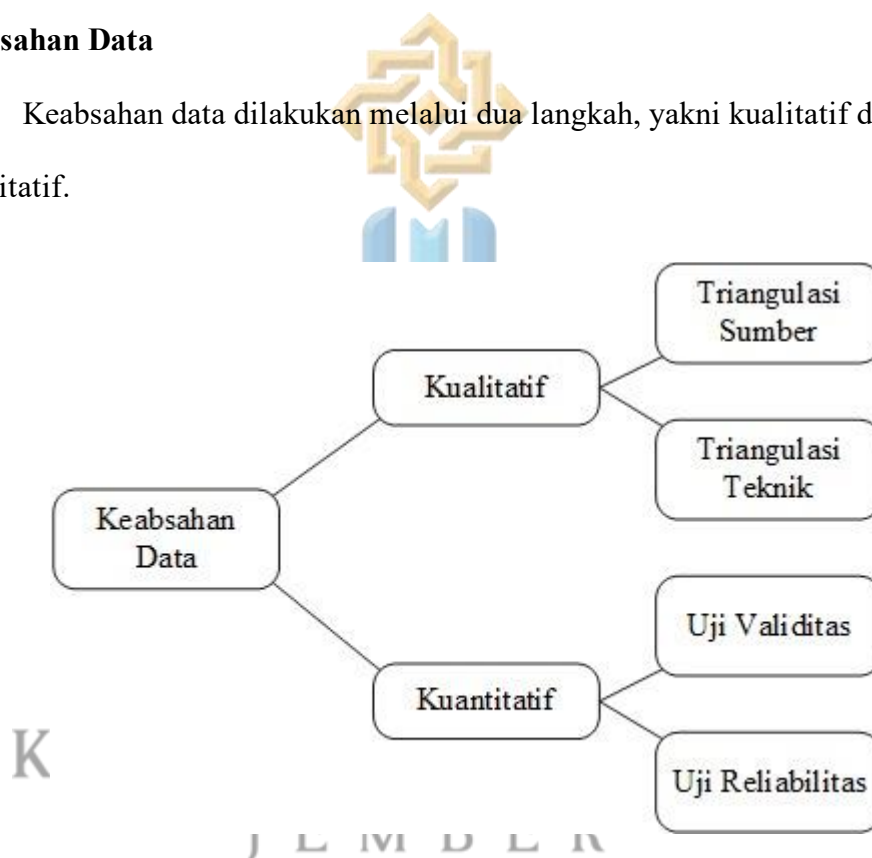 sahan Data
Keabsahan data dilakukan melalui dua langkah, yakni kualitatif d
itatif.
Triangulasi
Sumber
Kualitatif
Triangulasi
Teknik
Keabsahan
Data
Uji Validitas
Kuantitatif
Uji Reliabilitas
K
JEMBER